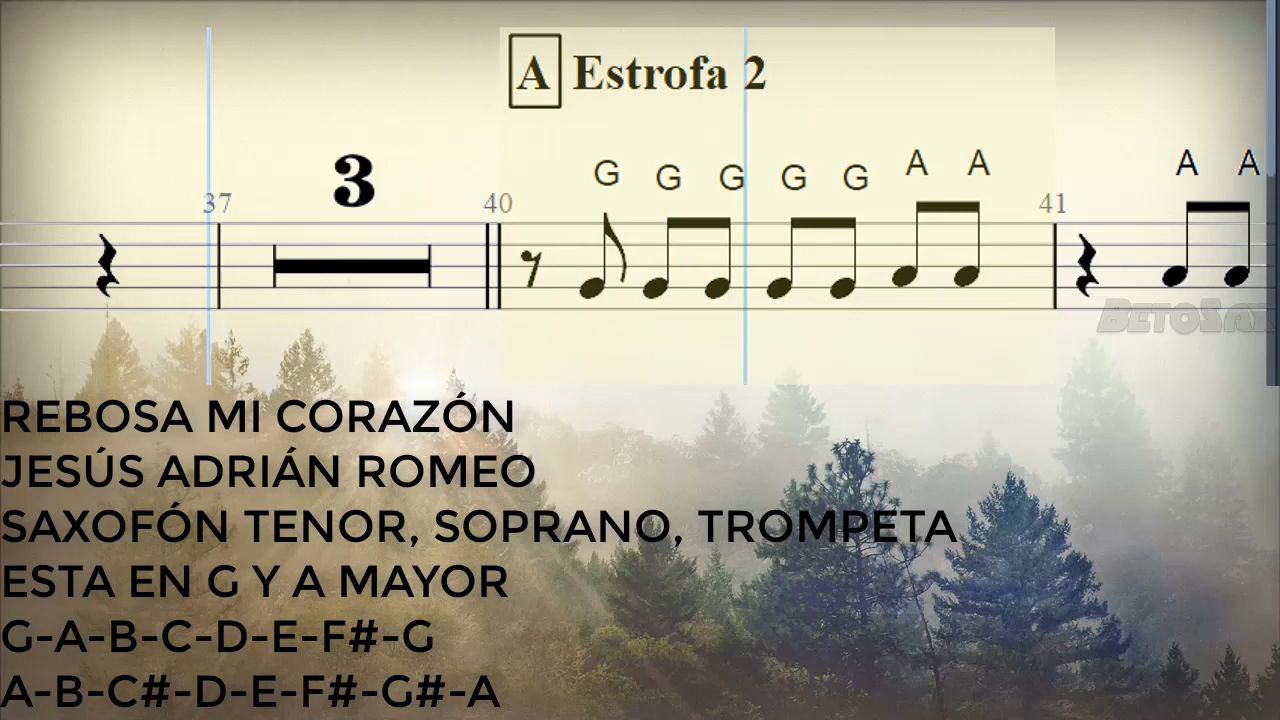 A Estrofa 2
3
G G G G G A A A A
37 40 41
BETOSAX
REBOSA MI CORAZÓN
JESÚS ADRIÁN ROMEO
SAXOFÓN TENOR, SOPRANO, TROMPETA
ESTA EN G Y A MAYOR
G-A-B-C-D-E-F#-G
A-B-C#-D-E-F#-G#-A